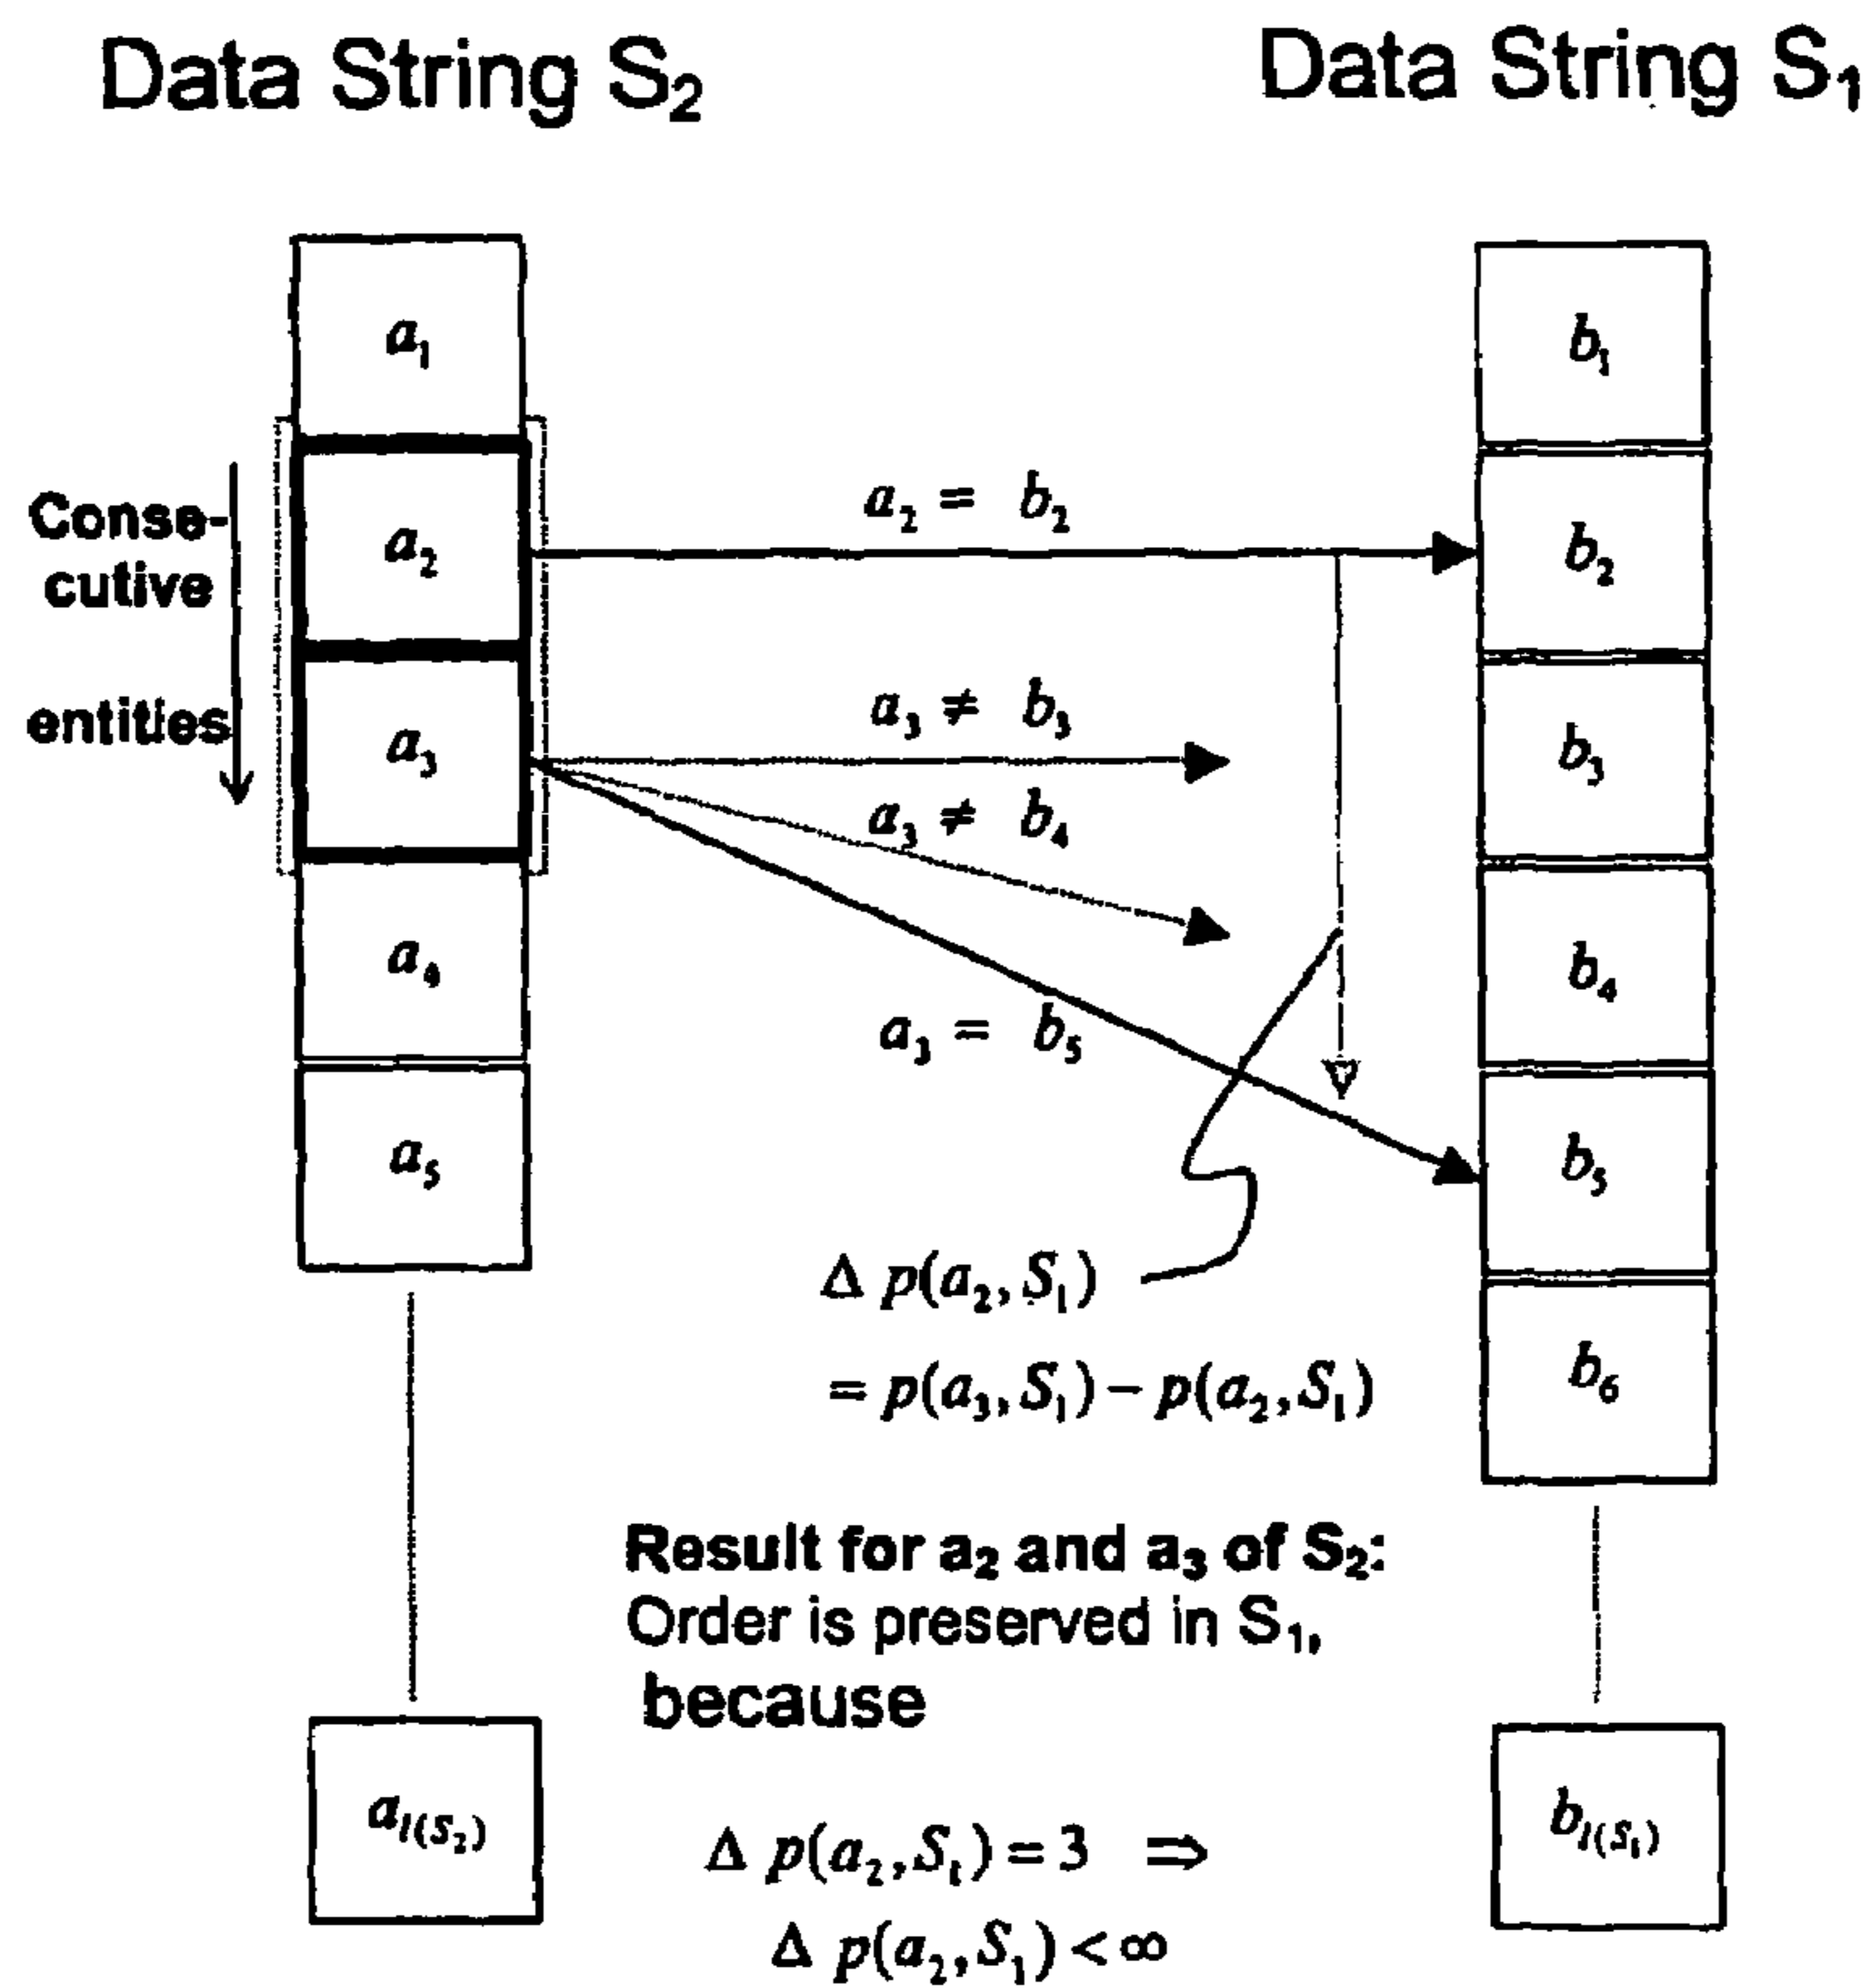 Data String S₂
Data String S₁
a₁
a₂
a₃
a₄
a₅
a_{l(S₂)}
Conse-
cutive
entities
a₂ = b₂
a₃ ≠ b₃
a₃ ≠ b₄
a₃ = b₅
Δ p(a₂, S₁)
= p(a₃, S₁) − p(a₂, S₁)
Result for a₂ and a₃ of S₂:
Order is preserved in S₁,
because
Δ p(a₂, S₁) = 3 ⇒
Δ p(a₂, S₁) < ∞
b₁
b₂
b₃
b₄
b₅
b₆
b_{l(S₁)}